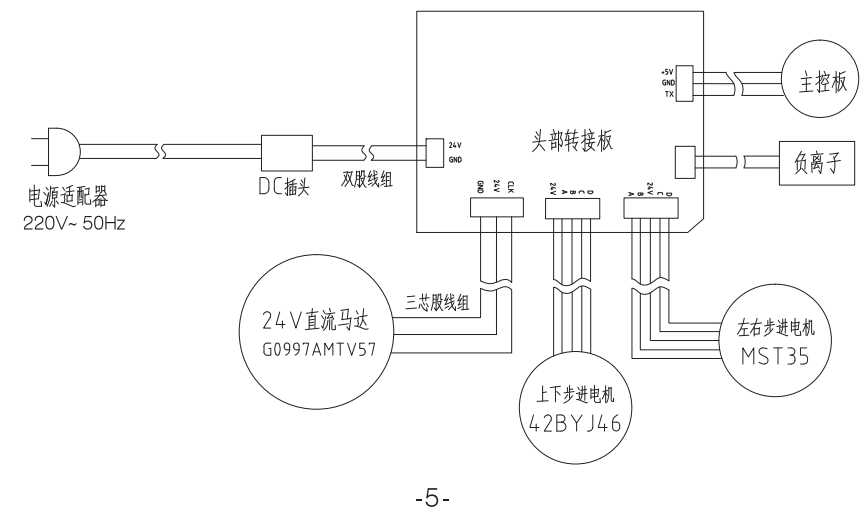 +5V
GND
TX
主控板
头部转接板
24V
GND
负离子
DC插头
双股线组
电源适配器
220V~ 50Hz
GND
24V
CLK
24V
A
B
C
D
A
B
24V
C
D
三芯股线组
24V直流马达
G0997AMTV57
左右步进电机
MST35
上下步进电机
42BYJ46
-5-